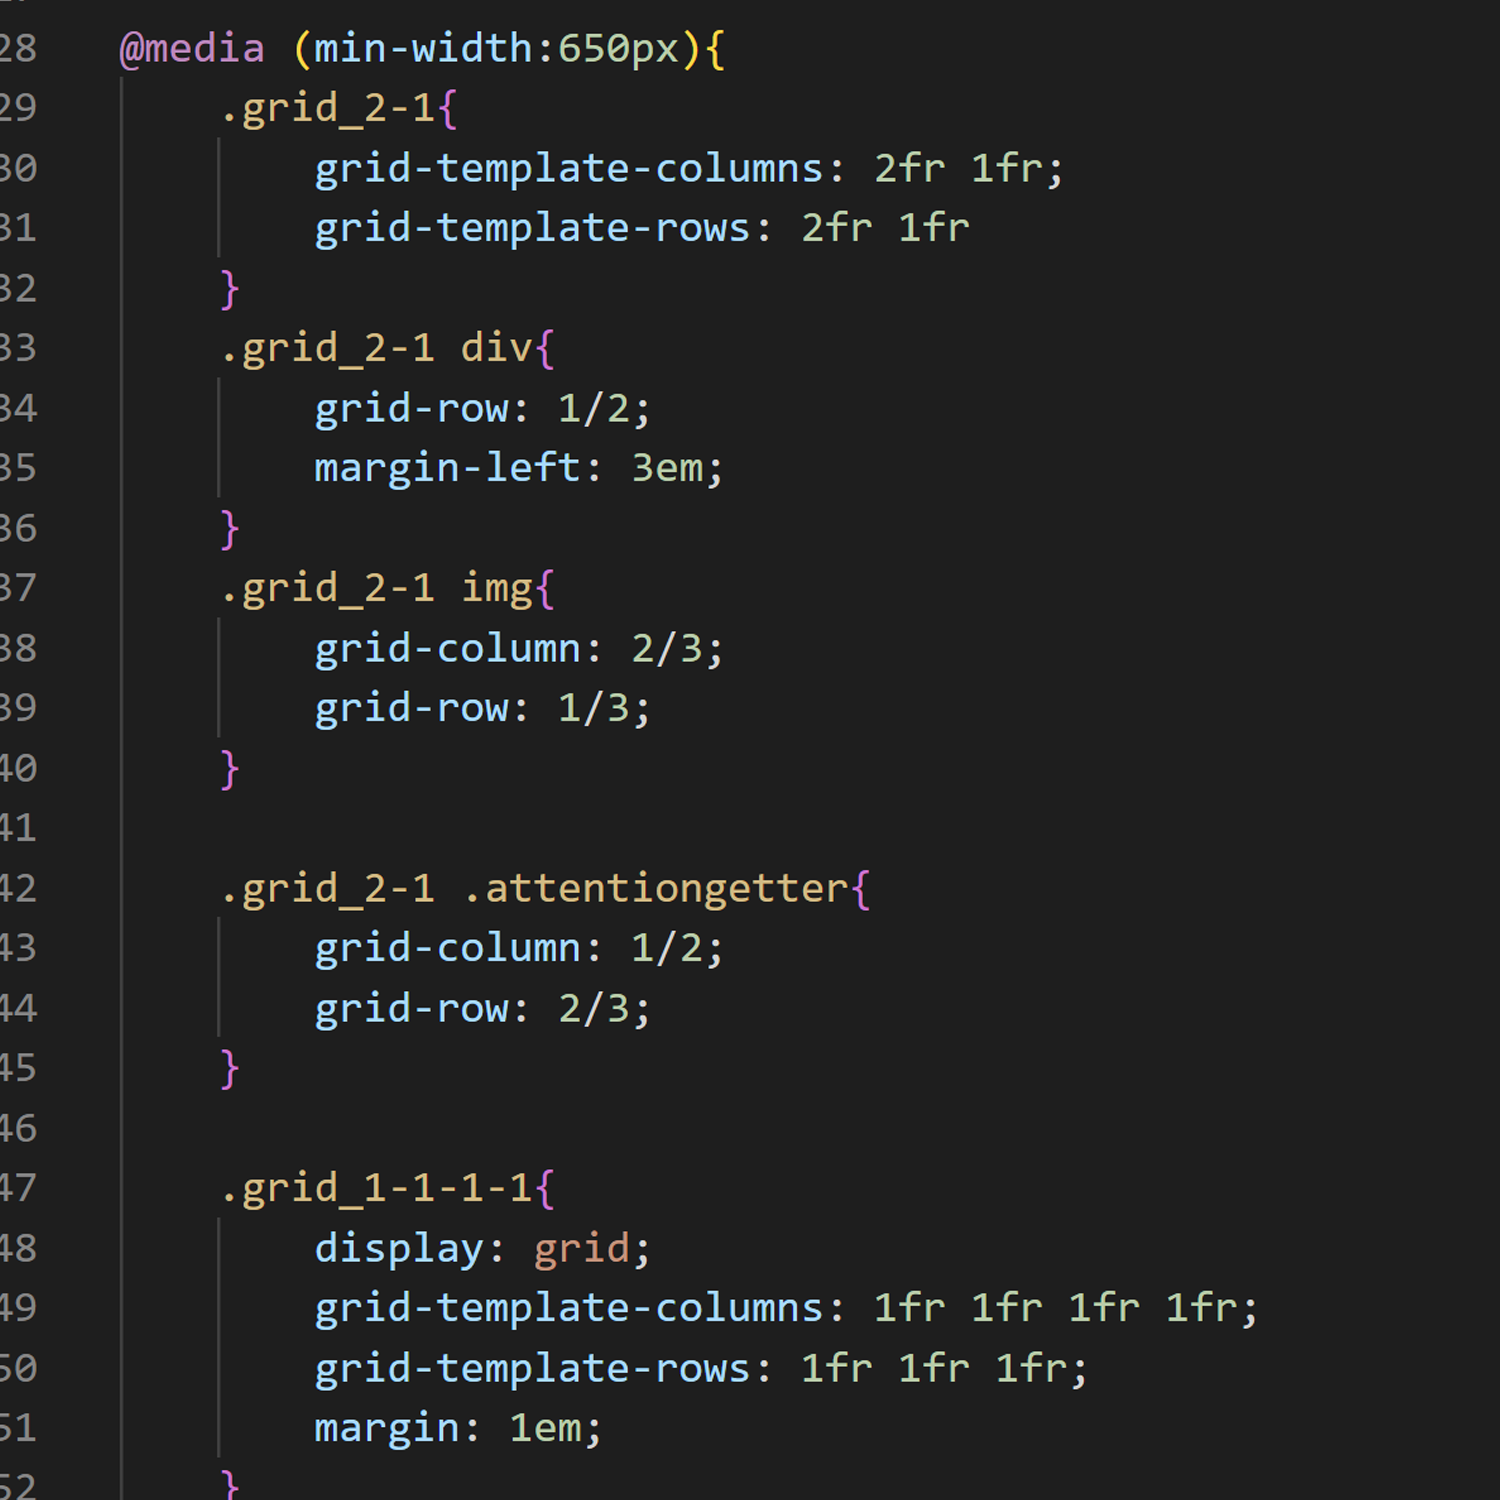 28 @media (min-width:650px){
29 .grid_2-1{
30 grid-template-columns: 2fr 1fr;
31 grid-template-rows: 2fr 1fr
32 }
33 .grid_2-1 div{
34 grid-row: 1/2;
35 margin-left: 3em;
36 }
37 .grid_2-1 img{
38 grid-column: 2/3;
39 grid-row: 1/3;
40 }
41
42 .grid_2-1 .attentiongetter{
43 grid-column: 1/2;
44 grid-row: 2/3;
45 }
46
47 .grid_1-1-1-1{
48 display: grid;
49 grid-template-columns: 1fr 1fr 1fr 1fr;
50 grid-template-rows: 1fr 1fr 1fr;
51 margin: 1em;
52 }